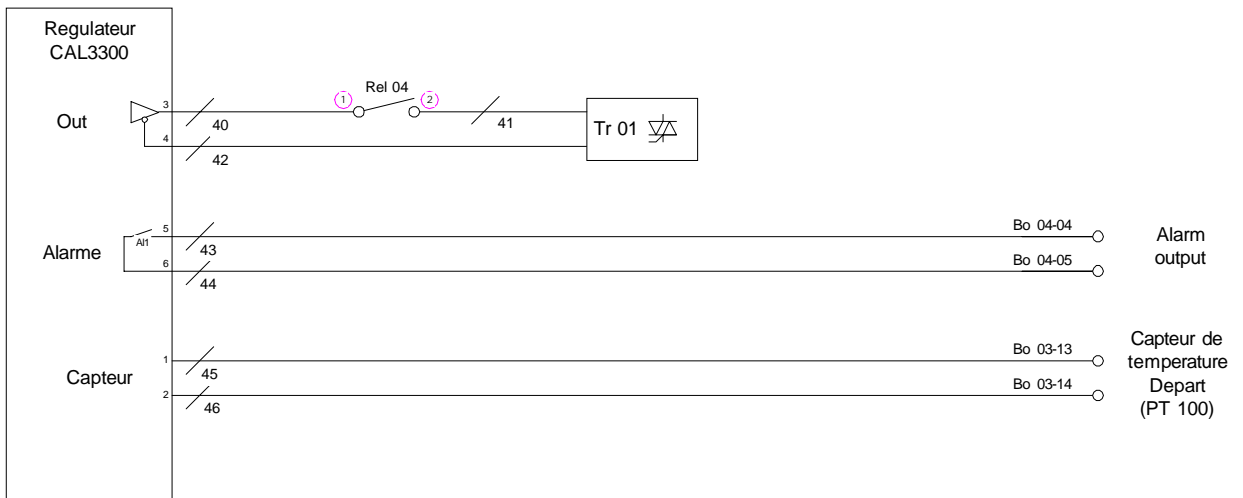 Regulateur
CAL3300
Out
3
40
1
Rel 04
2
41
Tr 01
4
42
Alarme
Al1
5
43
Bo 04-04
6
44
Bo 04-05
Alarm
output
Capteur
1
45
Bo 03-13
2
46
Bo 03-14
Capteur de
temperature
Depart
(PT 100)